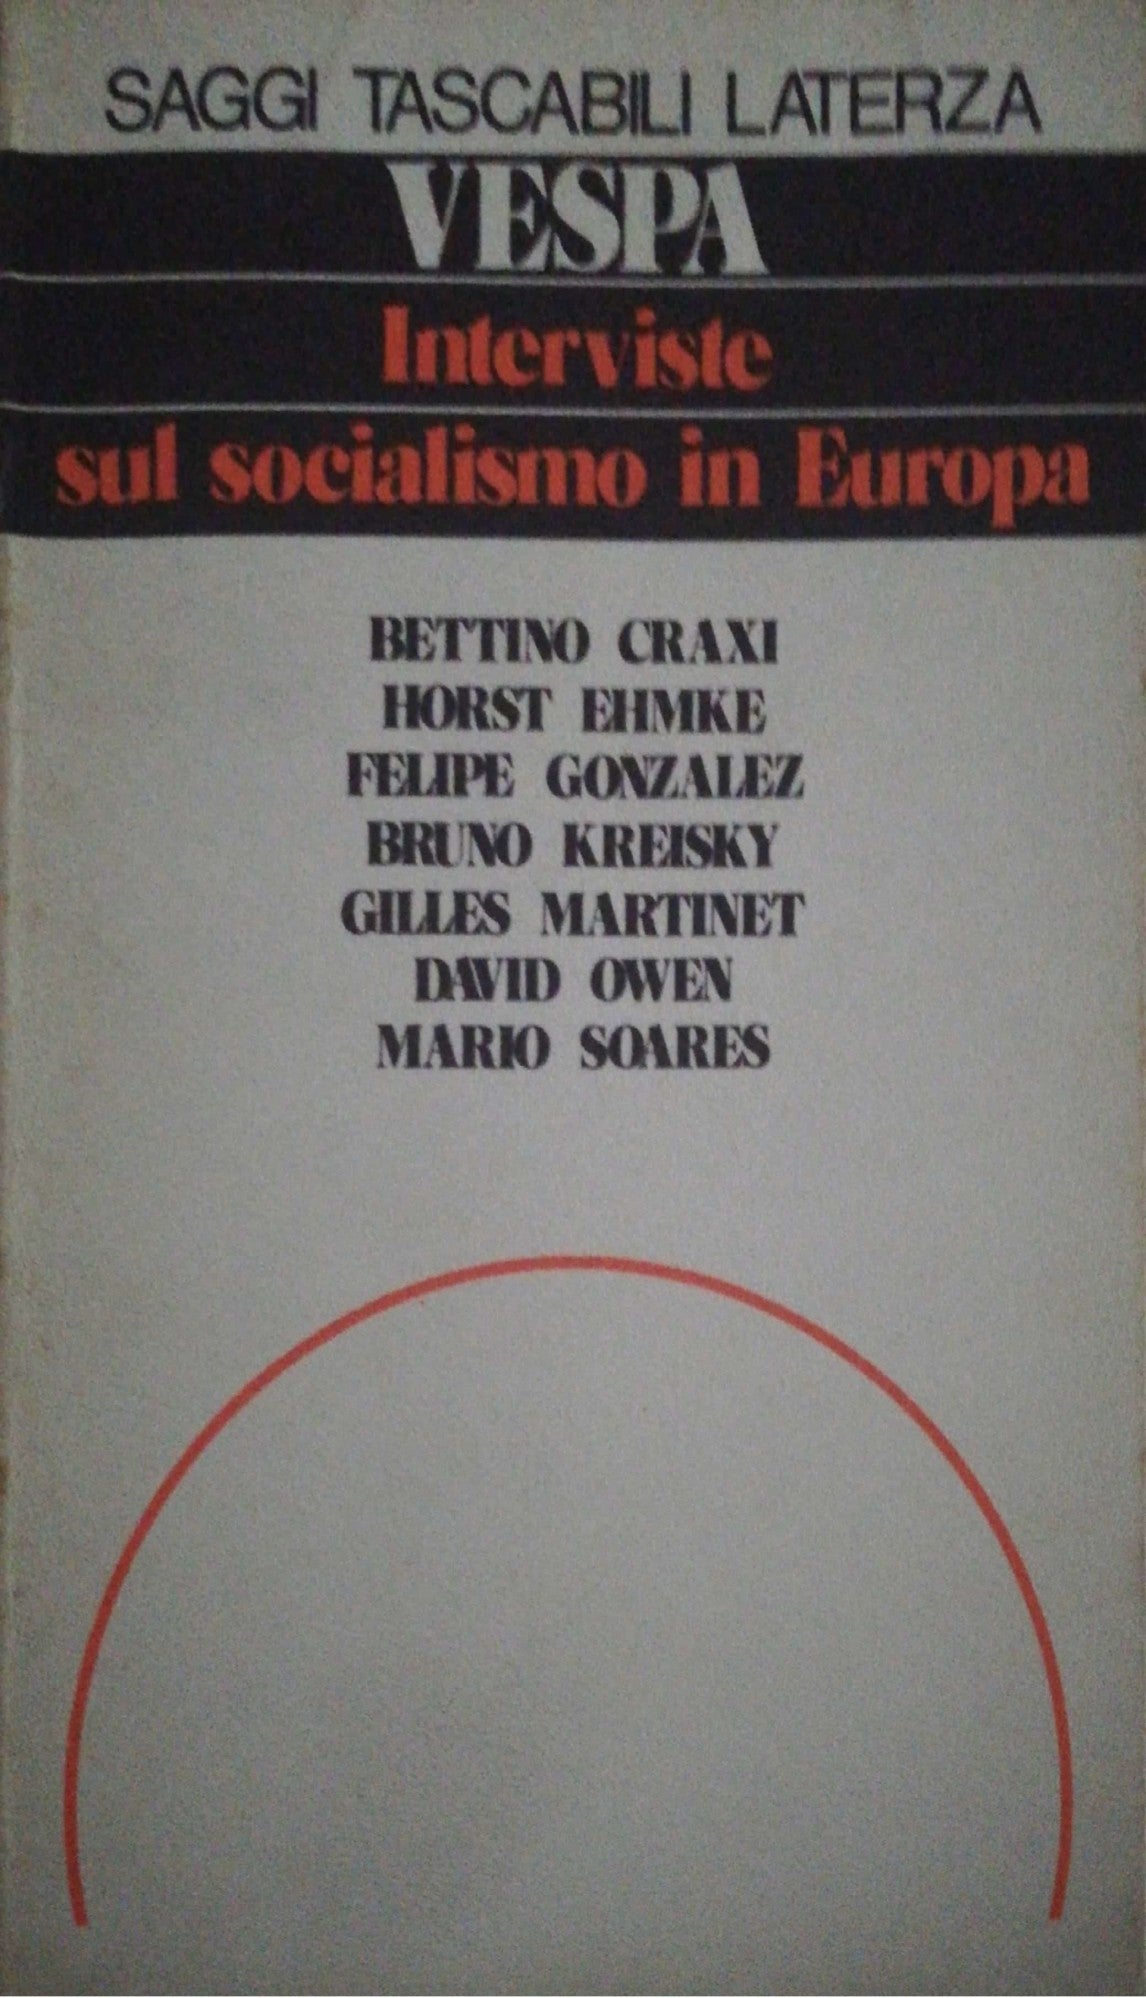 SAGGI TASCABILI LATERZA
VESPA
Interviste
sul socialismo in Europa
BETTINO CRAXI
HORST EHMKE
FELIPE GONZALEZ
BRUNO KREISKY
GILLES MARTINET
DAVID OWEN
MARIO SOARES